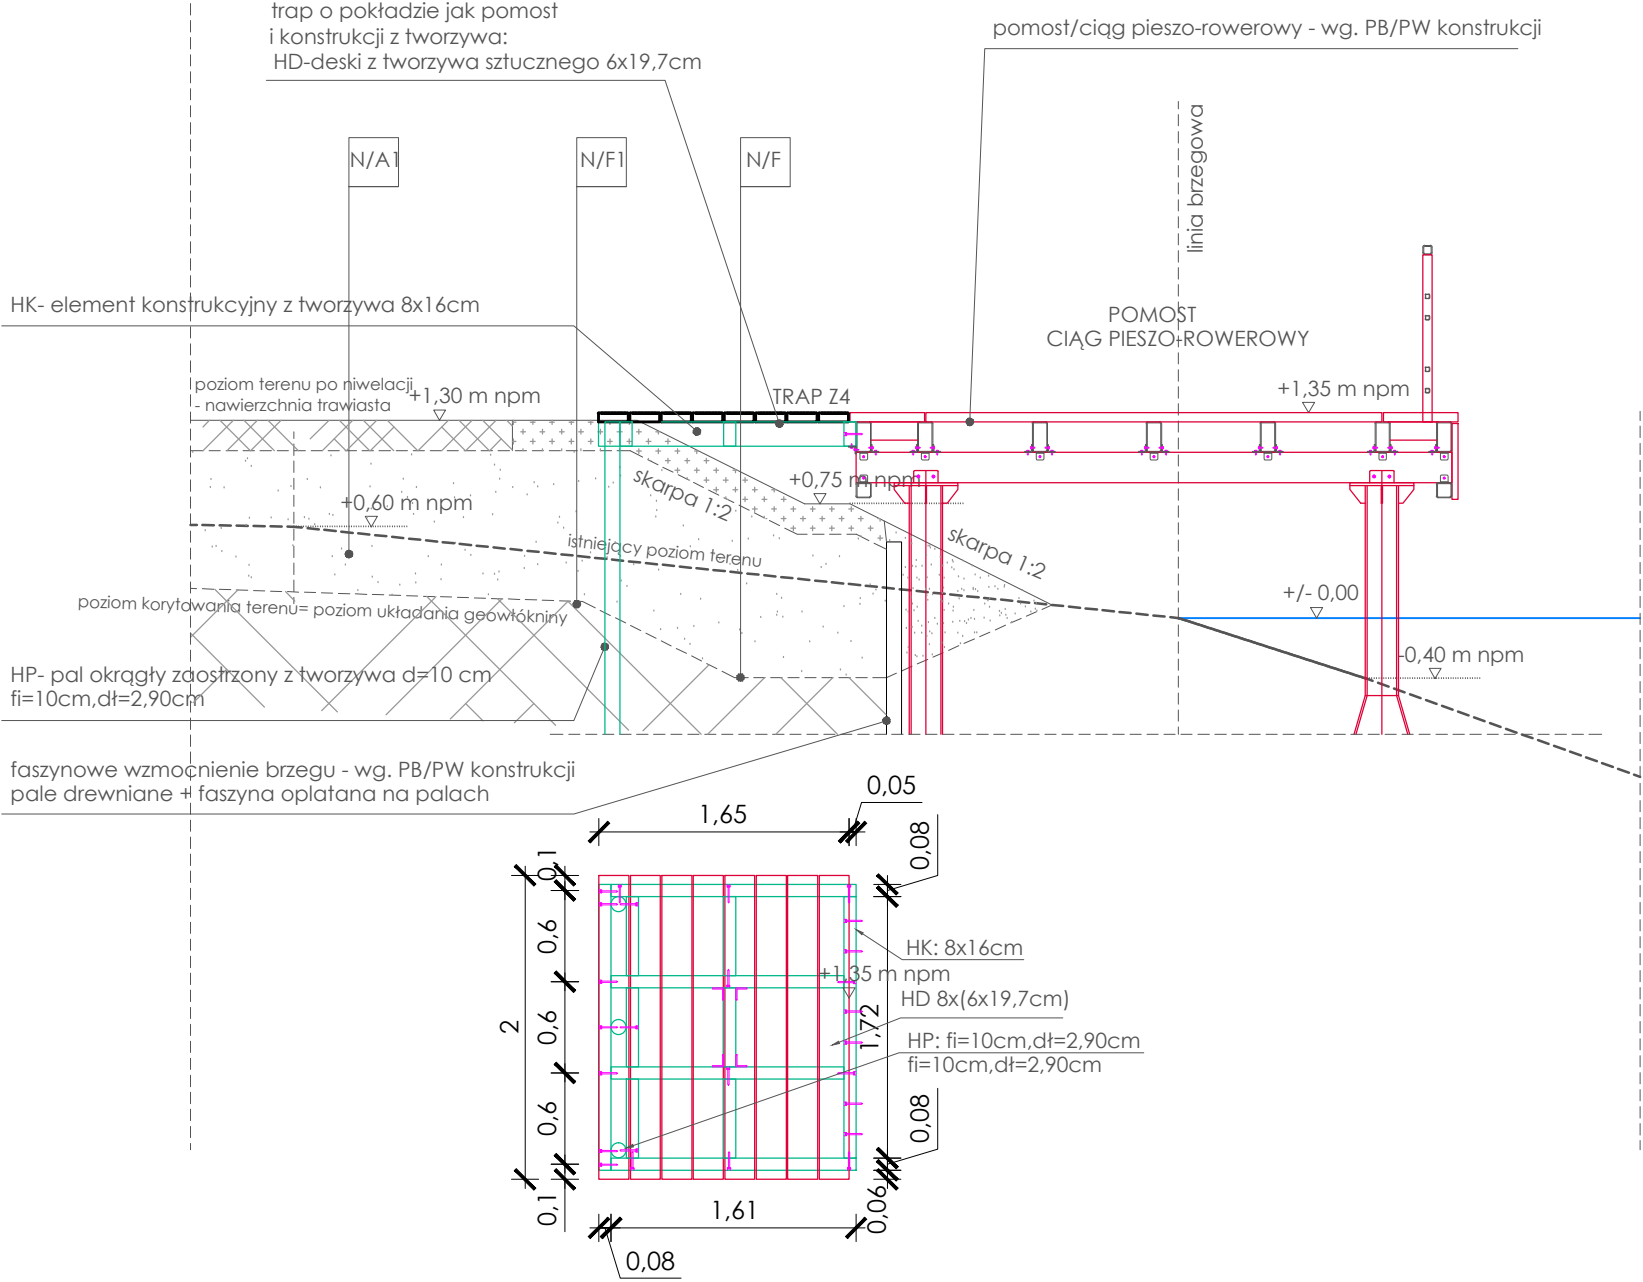 trap o pokładzie jak pomost
i konstrukcji z tworzywa:
HD-deski z tworzywa sztucznego 6x19,7cm
pomost/ciąg pieszo-rowerowy - wg. PB/PW konstrukcji
N/A1
N/F1
N/F
linia brzegowa
HK- element konstrukcyjny z tworzywa 8x16cm
POMOST
CIĄG PIESZO-ROWEROWY
poziom terenu po niwelacji
- nawierzchnia trawiasta
+1,30 m npm
TRAP Z4
+1,35 m npm
skarpa 1:2
+0,75 m npm
+0,60 m npm
istniejący poziom terenu
skarpa 1:2
poziom korytowania terenu= poziom układania geowłókniny
+/- 0,00
-0,40 m npm
HP- pal okrągły zaostrzony z tworzywa d=10 cm
fi=10cm,dł=2,90cm
faszynowe wzmocnienie brzegu - wg. PB/PW konstrukcji
pale drewniane + faszyna oplatana na palach
0,05
1,65
0,08
0,1
0,6
HK: 8x16cm
+1,35 m npm
HD 8x(6x19,7cm)
2
0,6
1,72
HP: fi=10cm,dł=2,90cm
fi=10cm,dł=2,90cm
0,6
0,08
0,1
1,61
0,06
0,08